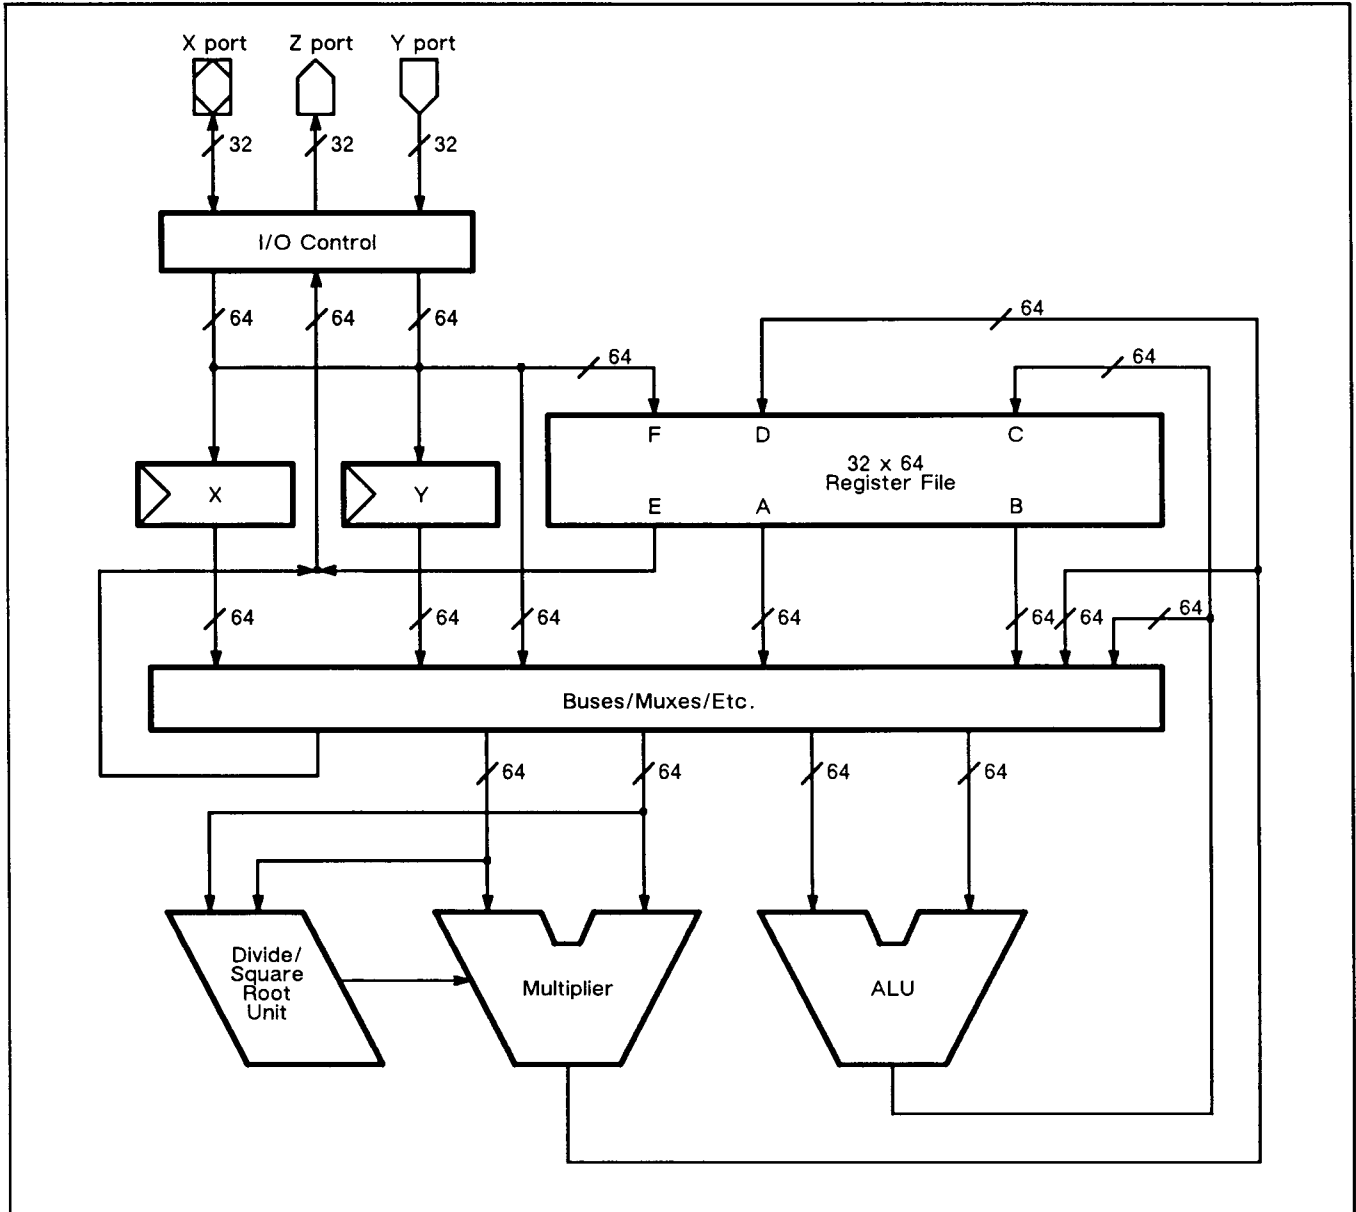 X port Z port Y port
32 32 32
I/O Control
64 64 64
64
64
64
F D C
32 x 64
Register File
E A B
X
Y
64 64 64 64 64 64 64
Buses/Muxes/Etc.
64 64 64 64
Divide/
Square
Root
Unit
Multiplier
ALU